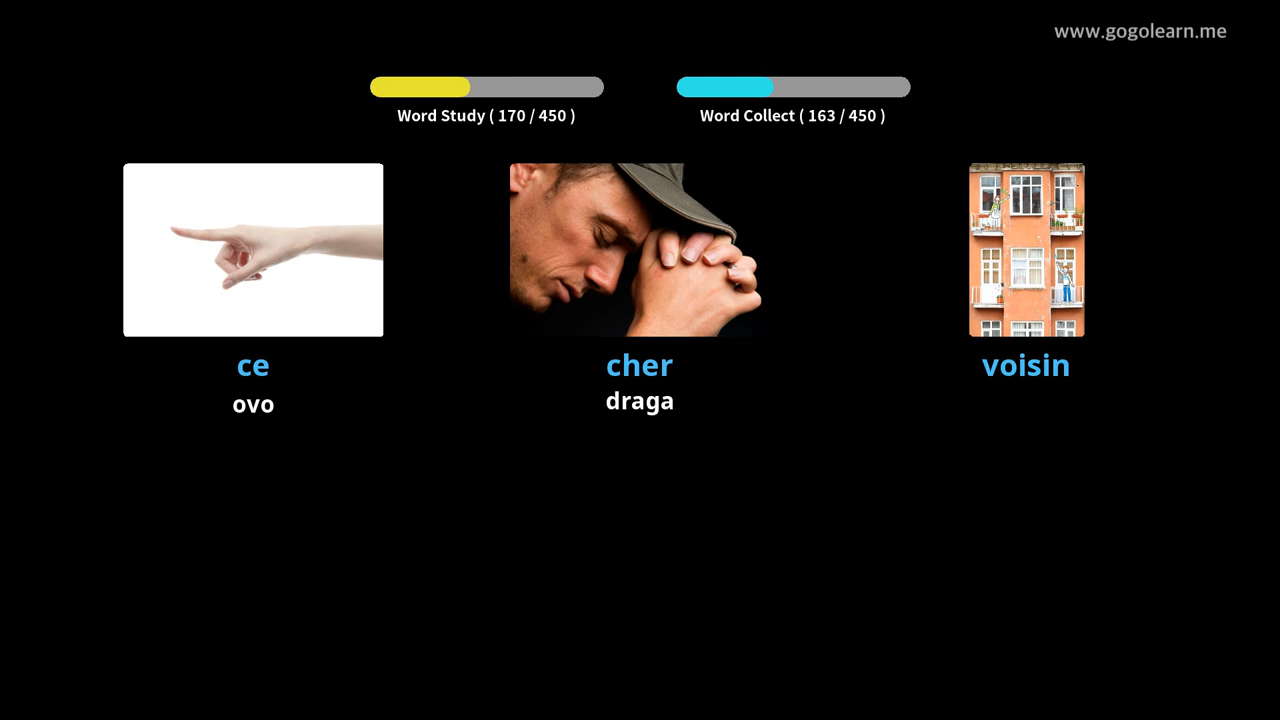 www.gogolearn.me
Word Study ( 170 / 450 )
Word Collect ( 163 / 450 )
ce
cher
voisin
ovo
draga